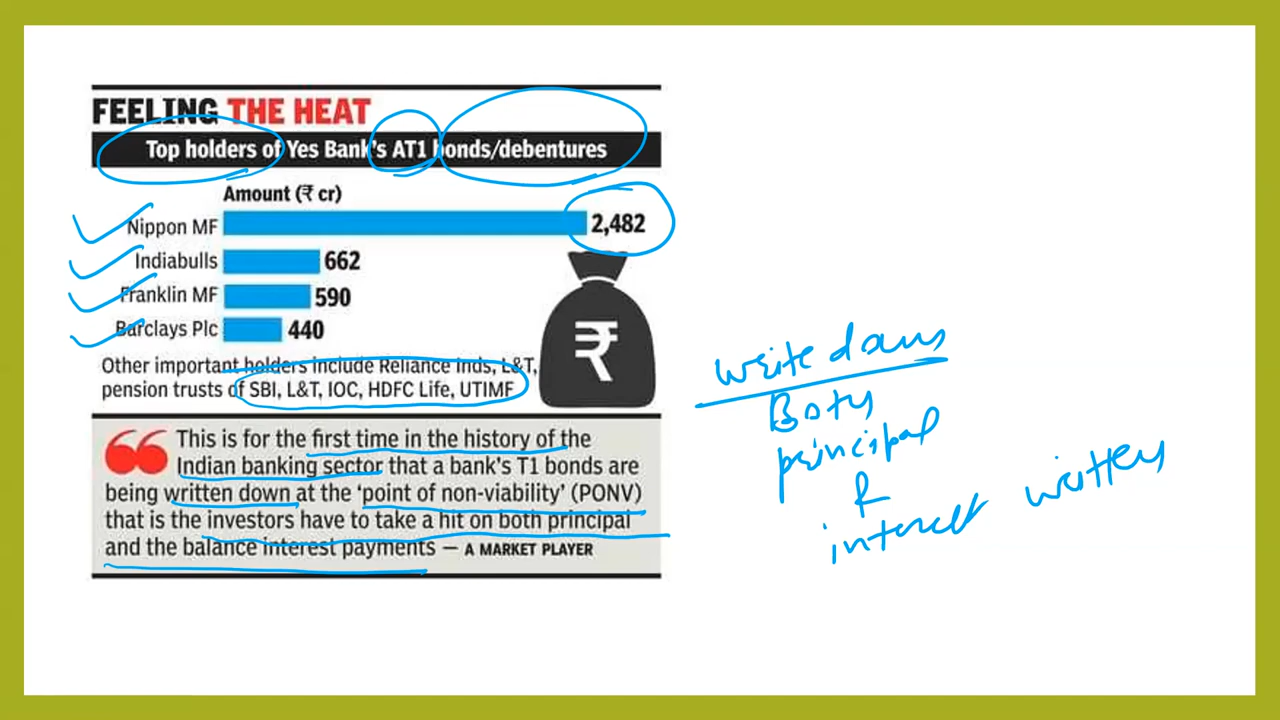 FEELING THE HEAT
Top holders of Yes Bank's AT1 bonds/debentures
Amount (₹ cr)
Nippon MF 2,482
Indiabulls 662
Franklin MF 590
Barclays Plc 440
₹
Other important holders include Reliance Inds, L&T,
pension trusts of SBI, L&T, IOC, HDFC Life, UTIMF
This is for the first time in the history of the
Indian banking sector that a bank's T1 bonds are
being written down at the 'point of non-viability' (PONV)
that is the investors have to take a hit on both principal
and the balance interest payments — A MARKET PLAYER
write down
Both
principal
&
interest written